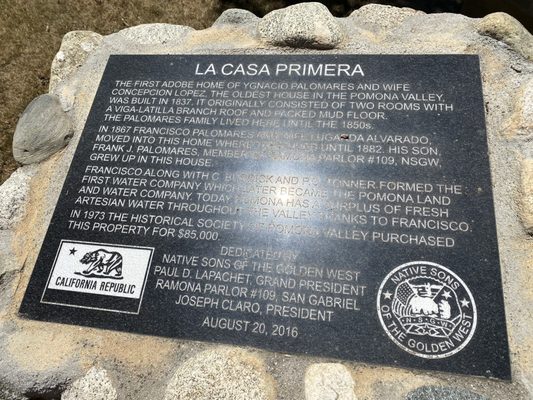 LA CASA PRIMERA
THE FIRST ADOBE HOME OF YGNACIO PALOMARES AND WIFE
CONCEPCION LOPEZ, THE OLDEST HOUSE IN THE POMONA VALLEY,
WAS BUILT IN 1837. IT ORIGINALLY CONSISTED OF TWO ROOMS WITH
A VIGA-LATILLA BRANCH ROOF AND PACKED MUD FLOOR.
THE PALOMARES FAMILY LIVED HERE UNTIL THE 1850s.
IN 1867 FRANCISCO PALOMARES AND WIFE LUGARDA ALVARADO,
MOVED INTO THIS HOME WHERE UNTIL 1882. HIS SON,
FRANK J. PALOMARES, MEMBER PARLOR #109, NSGW,
GREW UP IN THIS HOUSE.
FRANCISCO ALONG WITH C. BURDICK AND P.C. TONNER FORMED THE
FIRST WATER COMPANY WHICH LATER BECAME THE POMONA LAND
AND WATER COMPANY. TODAY POMONA HAS A SURPLUS OF FRESH
ARTESIAN WATER THROUGHOUT THE VALLEY THANKS TO FRANCISCO.
IN 1973 THE HISTORICAL SOCIETY OF POMONA VALLEY PURCHASED
THIS PROPERTY FOR $85,000
DEDICATED BY
NATIVE SONS OF THE GOLDEN WEST
PAUL D. LAPACHET, GRAND PRESIDENT
RAMONA PARLOR #109, SAN GABRIEL
JOSEPH CLARO, PRESIDENT
AUGUST 20, 2016
CALIFORNIA REPUBLIC
NATIVE SONS
N.S.G.W.
OF THE GOLDEN WEST